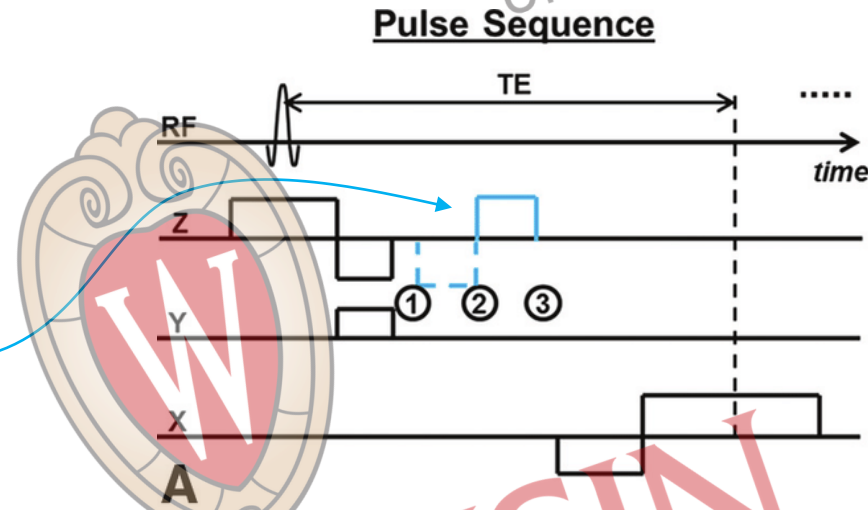 Pulse Sequence
TE
.....
RF
time
Z
① ② ③
Y
X
W
A